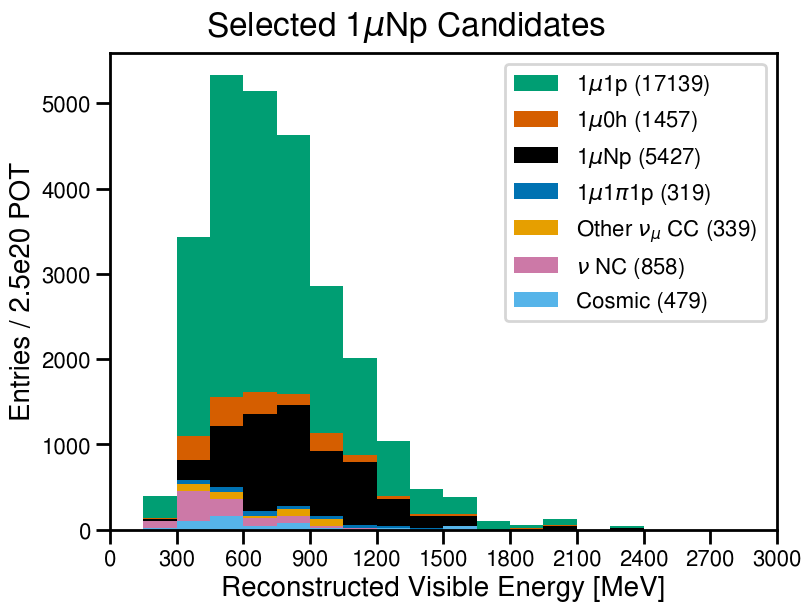 Selected 1μNp Candidates
Entries / 2.5e20 POT
5000
4000
3000
2000
1000
0
1μ1p (17139)
1μ0h (1457)
1μNp (5427)
1μ1π1p (319)
Other νμ CC (339)
ν NC (858)
Cosmic (479)
0 300 600 900 1200 1500 1800 2100 2400 2700 3000
Reconstructed Visible Energy [MeV]